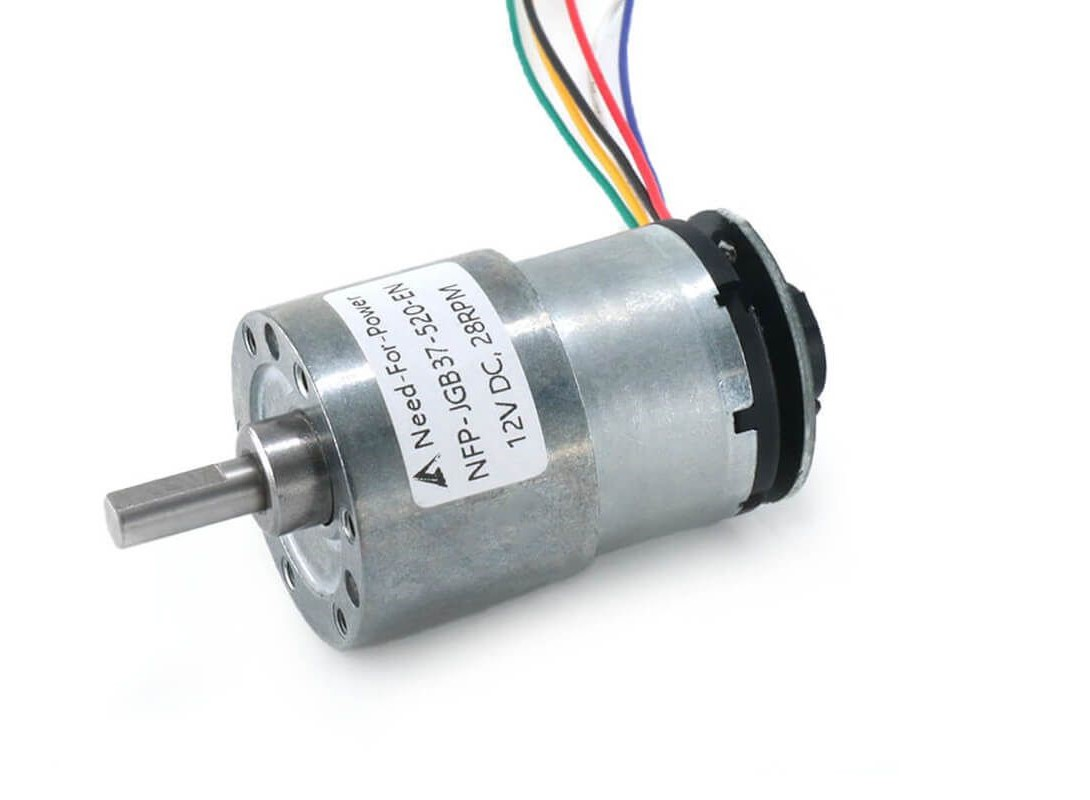 Need-For-Power
NFP-JGB37-520-EN
12V DC, 28RPM